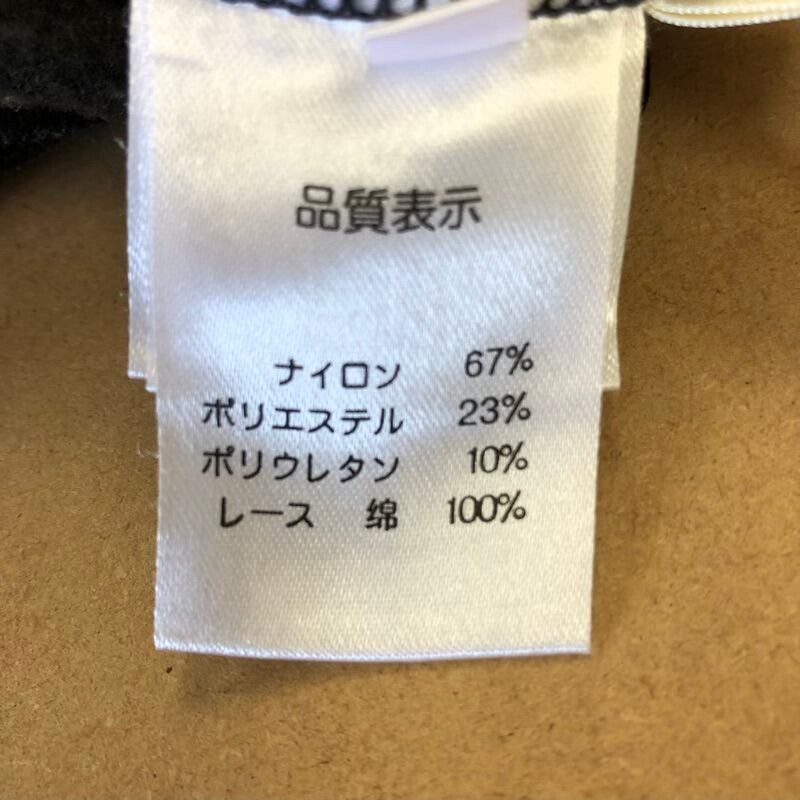 品質表示
ナイロン 67%
ポリエステル 23%
ポリウレタン 10%
レース 綿 100%